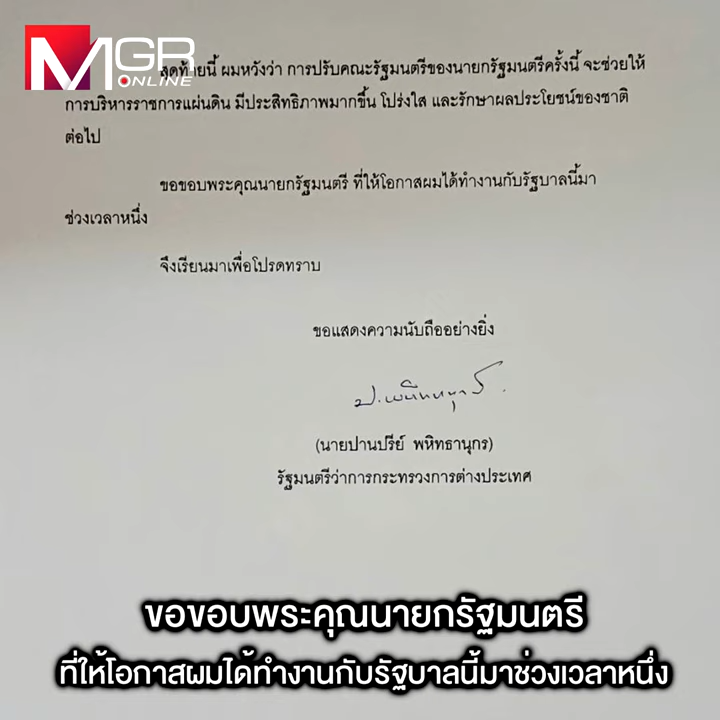 MGR
ONLINE
สุดท้ายนี้ ผมหวังว่า การปรับคณะรัฐมนตรีของนายกรัฐมนตรีครั้งนี้ จะช่วยให้
การบริหารราชการแผ่นดิน มีประสิทธิภาพมากขึ้น โปร่งใส และรักษาผลประโยชน์ของชาติ
ต่อไป
ขอขอบพระคุณนายกรัฐมนตรี ที่ให้โอกาสผมได้ทำงานกับรัฐบาลนี้มา
ช่วงเวลาหนึ่ง
จึงเรียนมาเพื่อโปรดทราบ
ขอแสดงความนับถืออย่างยิ่ง
(นายปานปรีย์ พหิทธานุกร)
รัฐมนตรีว่าการกระทรวงการต่างประเทศ
ขอขอบพระคุณนายกรัฐมนตรี
ที่ให้โอกาสผมได้ทำงานกับรัฐบาลนี้มาช่วงเวลาหนึ่ง